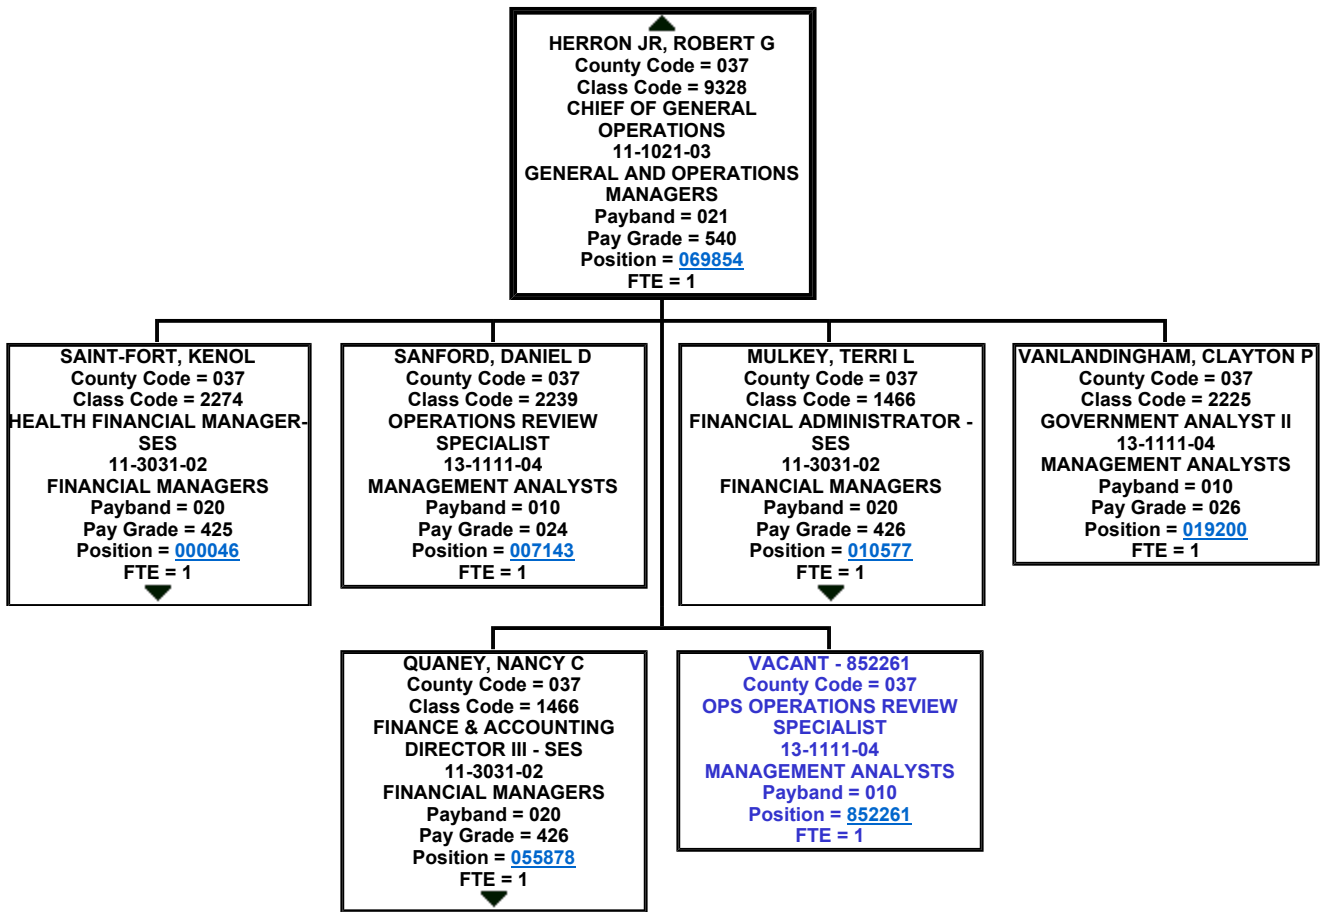 HERRON JR, ROBERT G
County Code = 037
Class Code = 9328
CHIEF OF GENERAL
OPERATIONS
11-1021-03
GENERAL AND OPERATIONS
MANAGERS
Payband = 021
Pay Grade = 540
Position = 069854
FTE = 1
SAINT-FORT, KENOL
County Code = 037
Class Code = 2274
HEALTH FINANCIAL MANAGER-
SES
11-3031-02
FINANCIAL MANAGERS
Payband = 020
Pay Grade = 425
Position = 000046
FTE = 1
SANFORD, DANIEL D
County Code = 037
Class Code = 2239
OPERATIONS REVIEW
SPECIALIST
13-1111-04
MANAGEMENT ANALYSTS
Payband = 010
Pay Grade = 024
Position = 007143
FTE = 1
MULKEY, TERRI L
County Code = 037
Class Code = 1466
FINANCIAL ADMINISTRATOR -
SES
11-3031-02
FINANCIAL MANAGERS
Payband = 020
Pay Grade = 426
Position = 010577
FTE = 1
VANLANDINGHAM, CLAYTON P
County Code = 037
Class Code = 2225
GOVERNMENT ANALYST II
13-1111-04
MANAGEMENT ANALYSTS
Payband = 010
Pay Grade = 026
Position = 019200
FTE = 1
QUANEY, NANCY C
County Code = 037
Class Code = 1466
FINANCE & ACCOUNTING
DIRECTOR III - SES
11-3031-02
FINANCIAL MANAGERS
Payband = 020
Pay Grade = 426
Position = 055878
FTE = 1
VACANT - 852261
County Code = 037
OPS OPERATIONS REVIEW
SPECIALIST
13-1111-04
MANAGEMENT ANALYSTS
Payband = 010
Position = 852261
FTE = 1